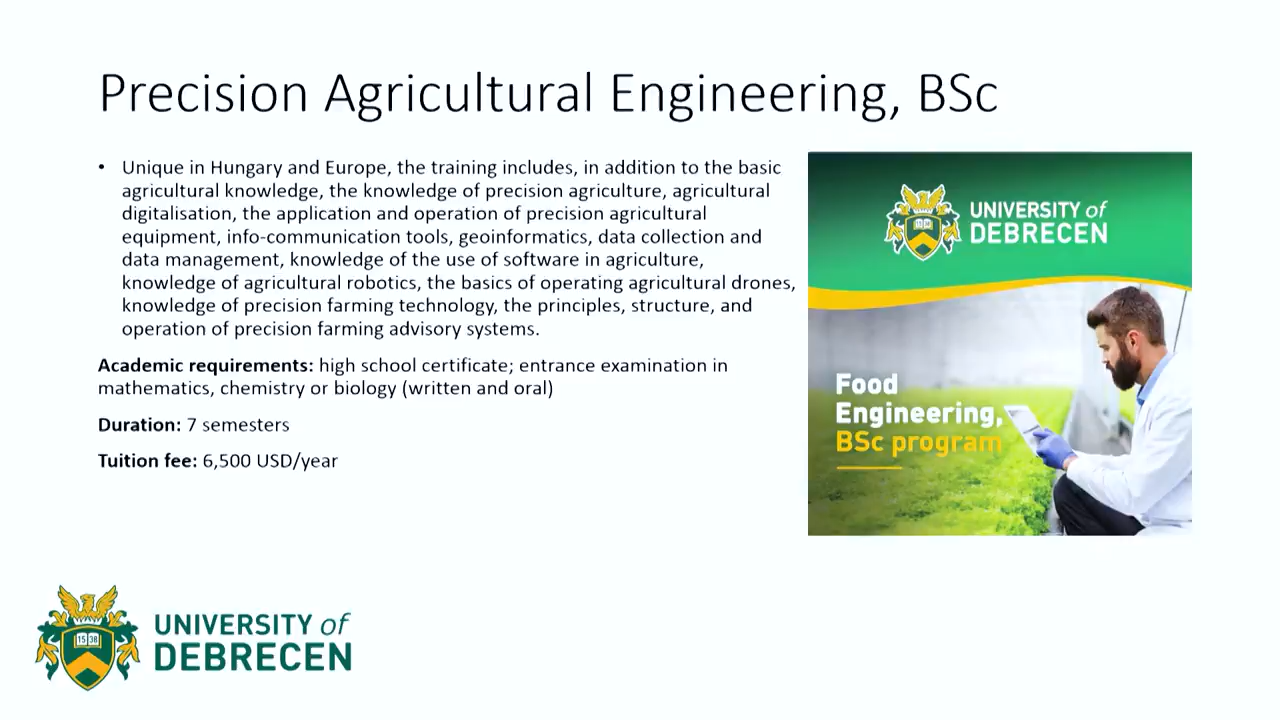 Precision Agricultural Engineering, BSc
• Unique in Hungary and Europe, the training includes, in addition to the basic
agricultural knowledge, the knowledge of precision agriculture, agricultural
digitalisation, the application and operation of precision agricultural
equipment, info-communication tools, geoinformatics, data collection and
data management, knowledge of the use of software in agriculture,
knowledge of agricultural robotics, the basics of operating agricultural drones,
knowledge of precision farming technology, the principles, structure, and
operation of precision farming advisory systems.
Academic requirements: high school certificate; entrance examination in
mathematics, chemistry or biology (written and oral)
Duration: 7 semesters
Tuition fee: 6,500 USD/year
UNIVERSITY of
DEBRECEN
Food
Engineering,
BSc program
15 38
UNIVERSITY of
DEBRECEN